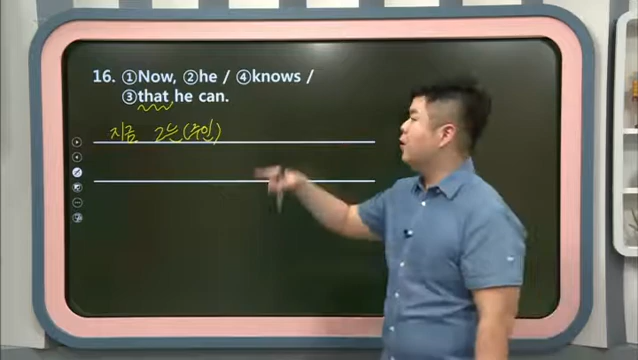 16. ①Now, ②he / ④knows /
③that he can.
지금 그는(주인)